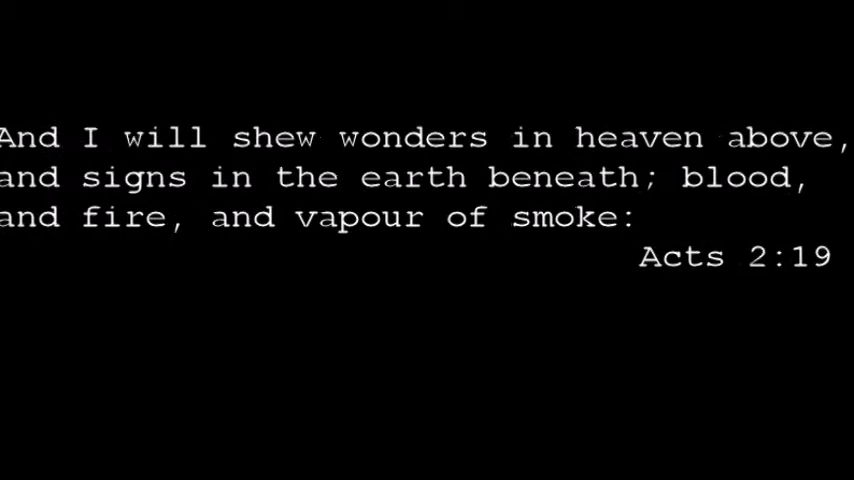 And I will shew wonders in heaven above,
and signs in the earth beneath; blood,
and fire, and vapour of smoke:
Acts 2:19